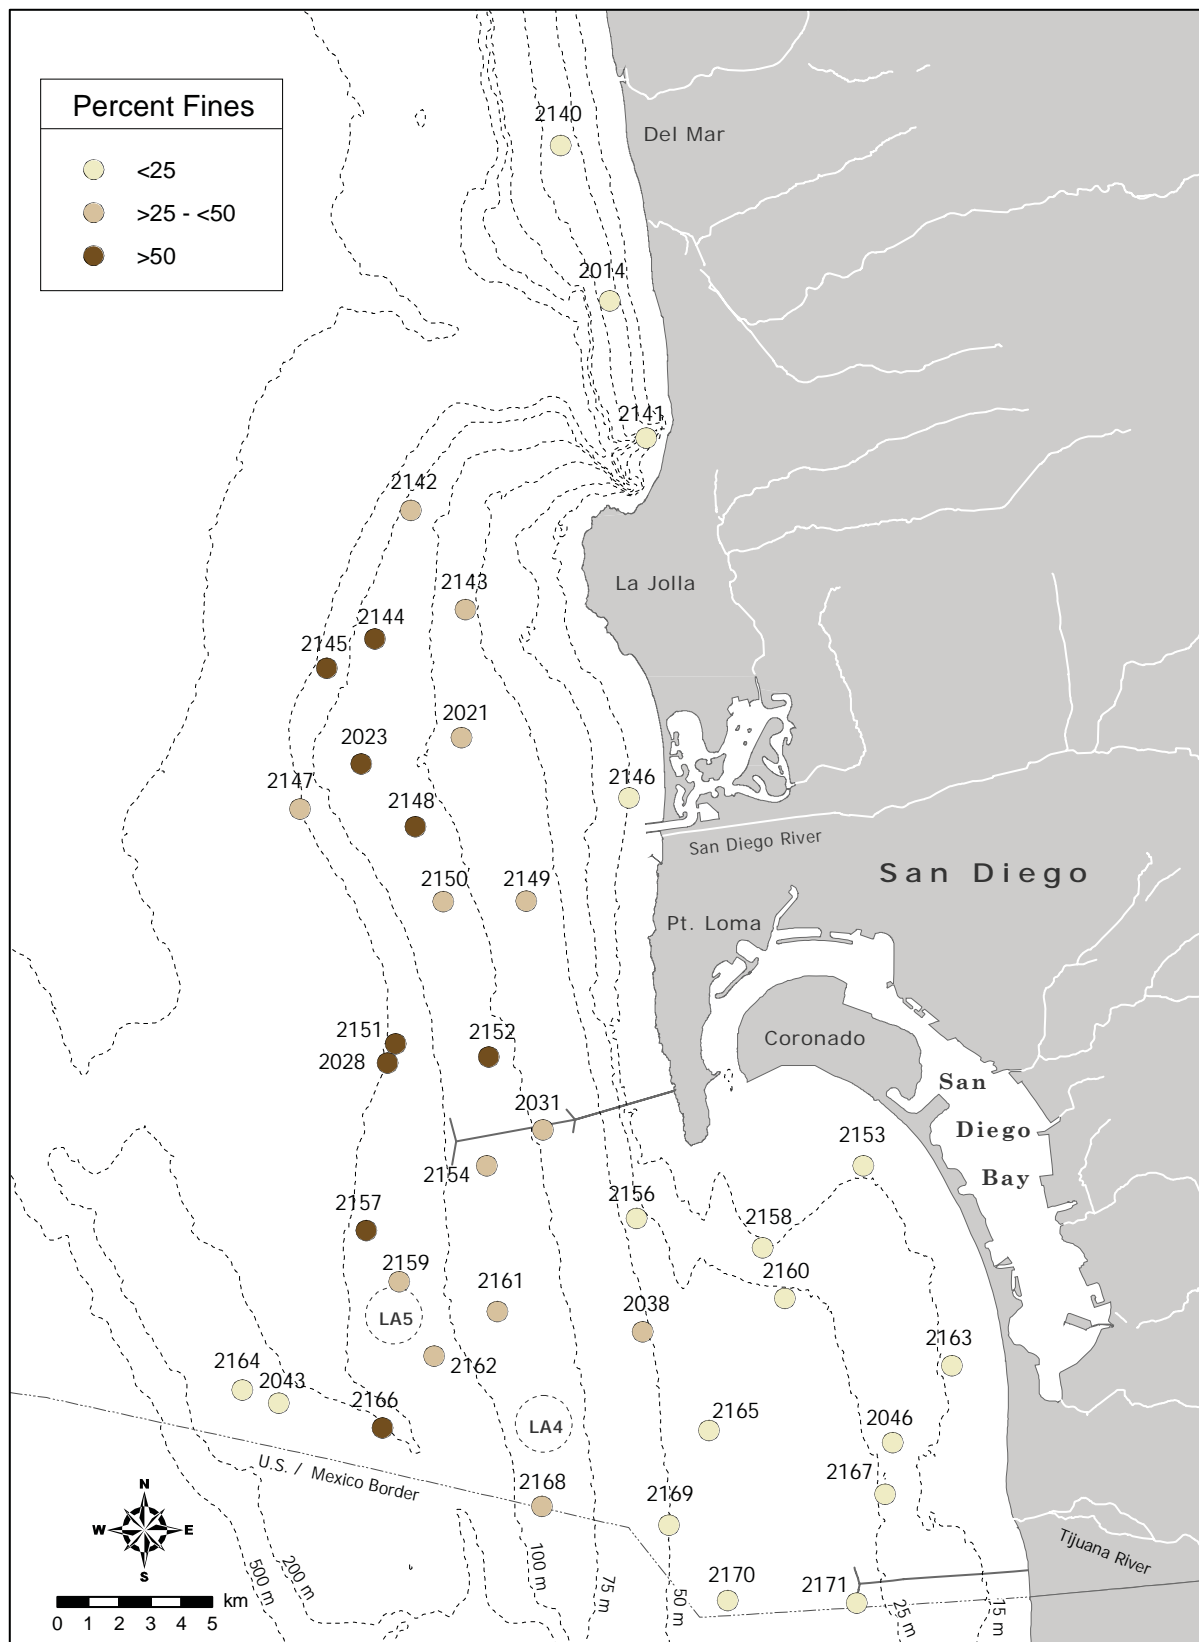 Percent Fines
<25
>25 - <50
>50
2140
Del Mar
2014
2141
2142
La Jolla
2143
2144
2145
2021
2023
2147
2146
2148
San Diego River
San Diego
2150
2149
Pt. Loma
2151
2152
2028
Coronado
San
Diego
Bay
2031
2153
2154
2156
2157
2158
2159
2160
2161
LA5
2038
2162
2163
2164
2043
2166
LA4
2165
2046
U.S. / Mexico Border
2168
2167
2169
Tijuana River
N
W
E
S
500 m
200 m
100 m
75 m
50 m
2170
2171
25 m
15 m
0 1 2 3 4 5 km